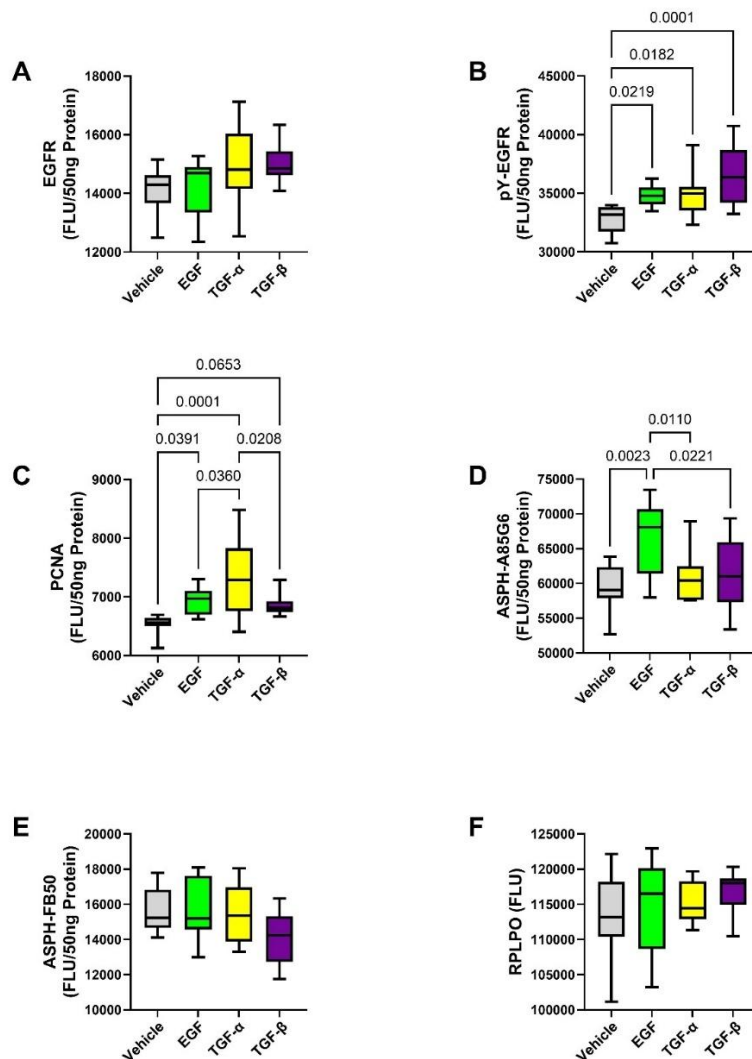 A
EGFR
(FLU/50ng Protein)
18000
16000
14000
12000
Vehicle
EGF
TGF-α
TGF-β
B
pY-EGFR
(FLU/50ng Protein)
0.0001
0.0182
0.0219
45000
40000
35000
30000
Vehicle
EGF
TGF-α
TGF-β
C
PCNA
(FLU/50ng Protein)
0.0653
0.0001
0.0391
0.0208
0.0360
9000
8000
7000
6000
Vehicle
EGF
TGF-α
TGF-β
D
ASPH-A85G6
(FLU/50ng Protein)
0.0110
0.0023
0.0221
75000
70000
65000
60000
55000
50000
Vehicle
EGF
TGF-α
TGF-β
E
ASPH-FB50
(FLU/50ng Protein)
20000
18000
16000
14000
12000
10000
Vehicle
EGF
TGF-α
TGF-β
F
RPLPO (FLU)
125000
120000
115000
110000
105000
100000
Vehicle
EGF
TGF-α
TGF-β